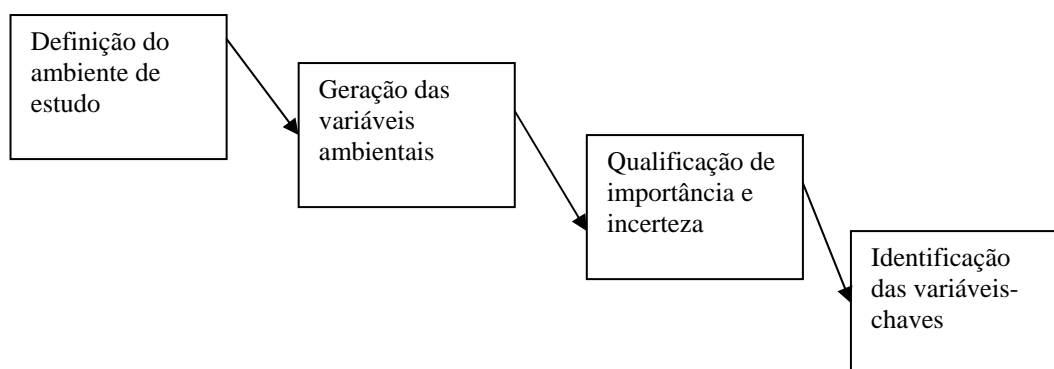 Definição do
ambiente de
estudo
Geração das
variáveis
ambientais
Qualificação de
importância e
incerteza
Identificação
das variáveis-
chaves